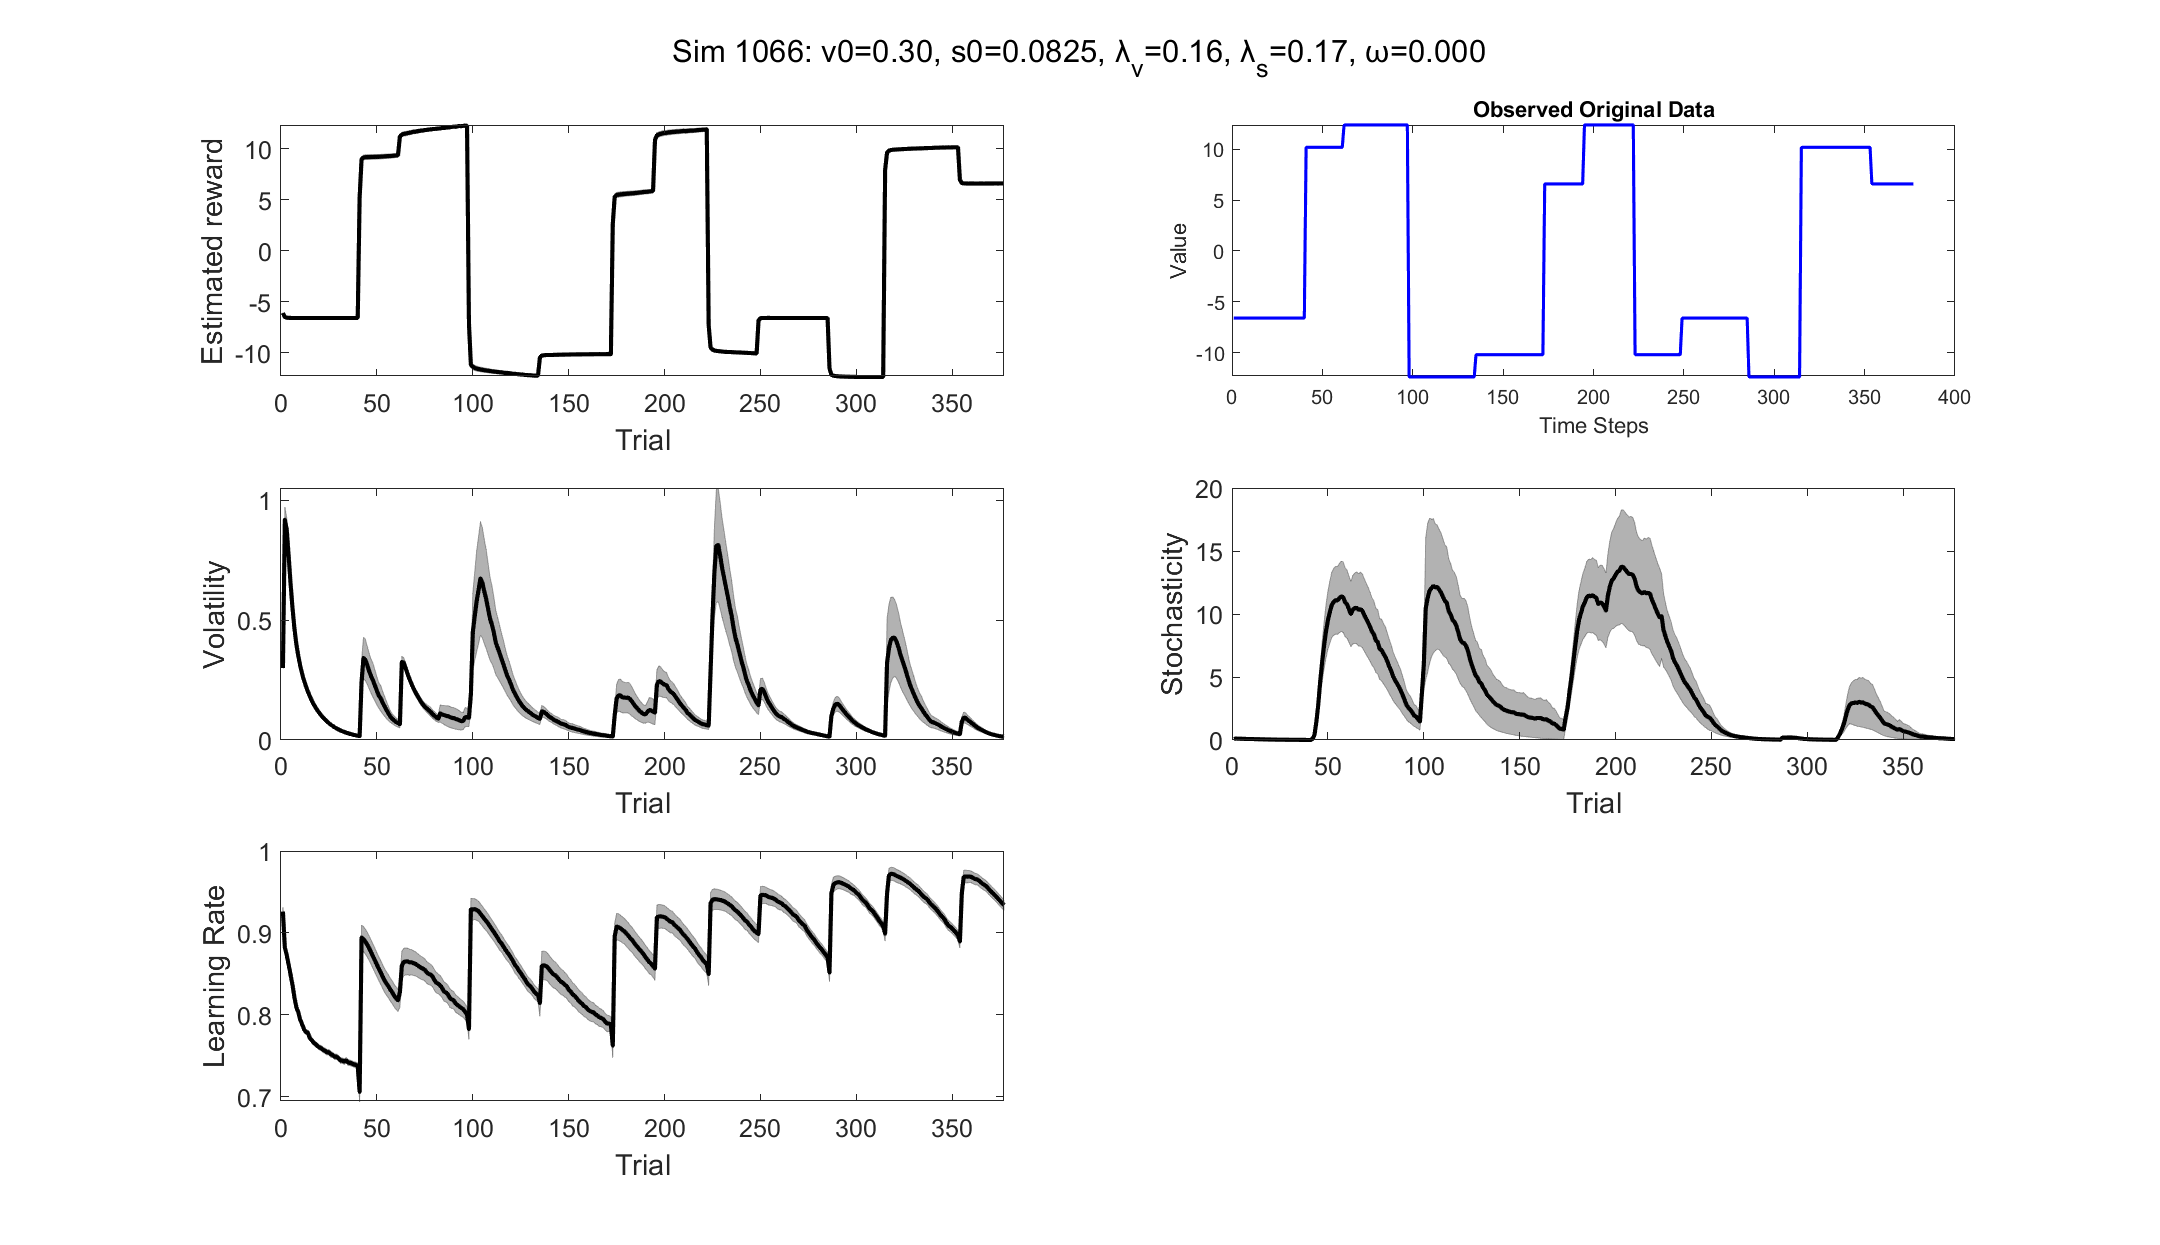 Sim 1066: v0=0.30, s0=0.0825, λ_v=0.16, λ_s=0.17, ω=0.000
Estimated reward
10
5
0
-5
-10
0 50 100 150 200 250 300 350
Trial
Observed Original Data
Value
10
5
0
-5
-10
0 50 100 150 200 250 300 350 400
Time Steps
Volatility
1
0.5
0
0 50 100 150 200 250 300 350
Trial
Stochasticity
20
15
10
5
0
0 50 100 150 200 250 300 350
Trial
Learning Rate
1
0.9
0.8
0.7
0 50 100 150 200 250 300 350
Trial